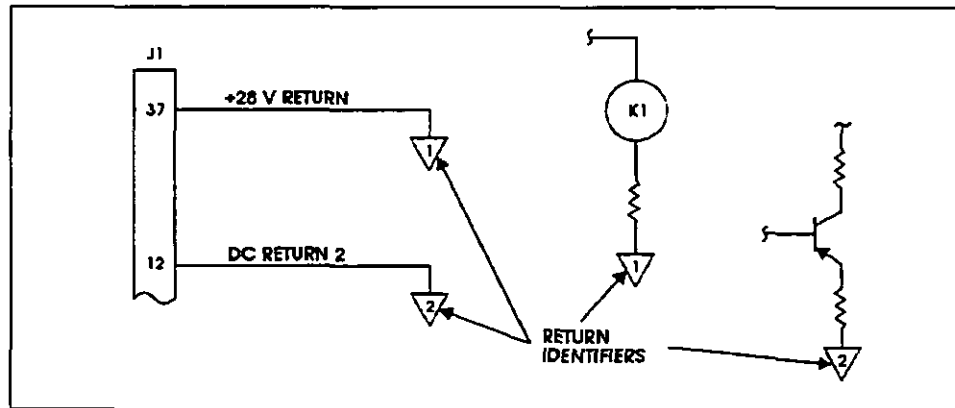 J1
37
+28 V RETURN
1
K1
1
12
DC RETURN 2
2
RETURN
IDENTIFIERS
2